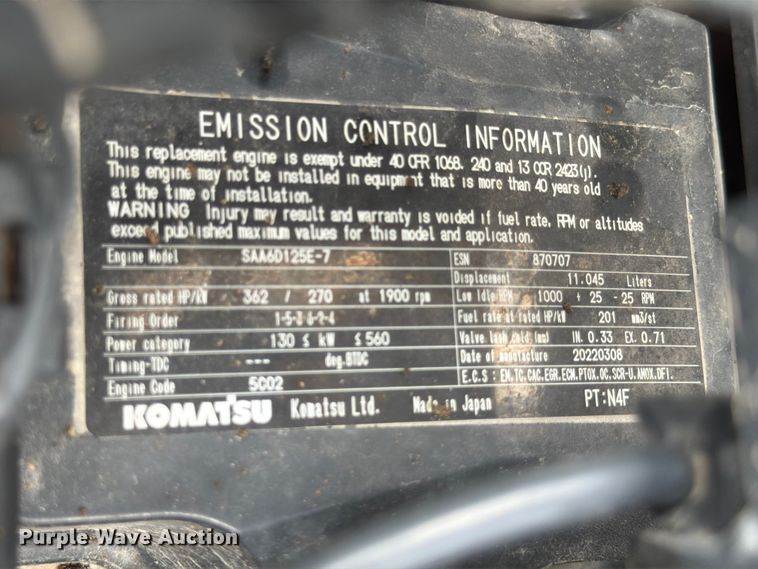 EMISSION CONTROL INFORMATION
This replacement engine is exempt under 40 CFR 1068. 240 and 13 CCR 2423(j).
This engine may not be installed in equipment that is more than 40 years old
at the time of installation.
WARNING Injury may result and warranty is voided if fuel rate, RPM or altitudes
exceed published maximum values for this model and application.
Engine Model SAA6D125E-7 ESN 870707
Displacement 11.045 Liters
Gross rated HP/kW 362 / 270 at 1900 rpm Low Idle RPM 1000 + 25 - 25 RPM
Firing Order 1-5-3-6-2-4 Fuel rate at rated HP/kW 201 mm3/st
Power category 130 ≤ kW ≤ 560 Valve lash cold (mm) IN. 0.33 EX. 0.71
Timing-TDC --- deg.BTDC Date of manufacture 20220308
Engine Code 5C02 E.C.S : EM.TC.CAC.EGR.ECM.PTOX.OC.SCR-U.AMOX.DFI.
KOMATSU Komatsu Ltd. Made in Japan PT:N4F
Purple Wave Auction